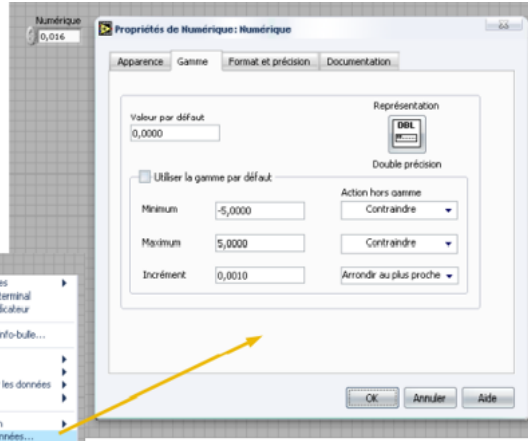 Numérique
0,016
Propriétés de Numérique: Numérique
Apparence Gamme Format et précision Documentation
Valeur par défaut
0,0000
Représentation
DBL
Double précision
Utiliser la gamme par défaut
Action hors gamme
Minimum -5,0000 Contraindre
Maximum 5,0000 Contraindre
Incrément 0,0010 Arrondir au plus proche
es
terminal
dicateur
info-bulle...
les données
n
nnées...
OK Annuler Aide